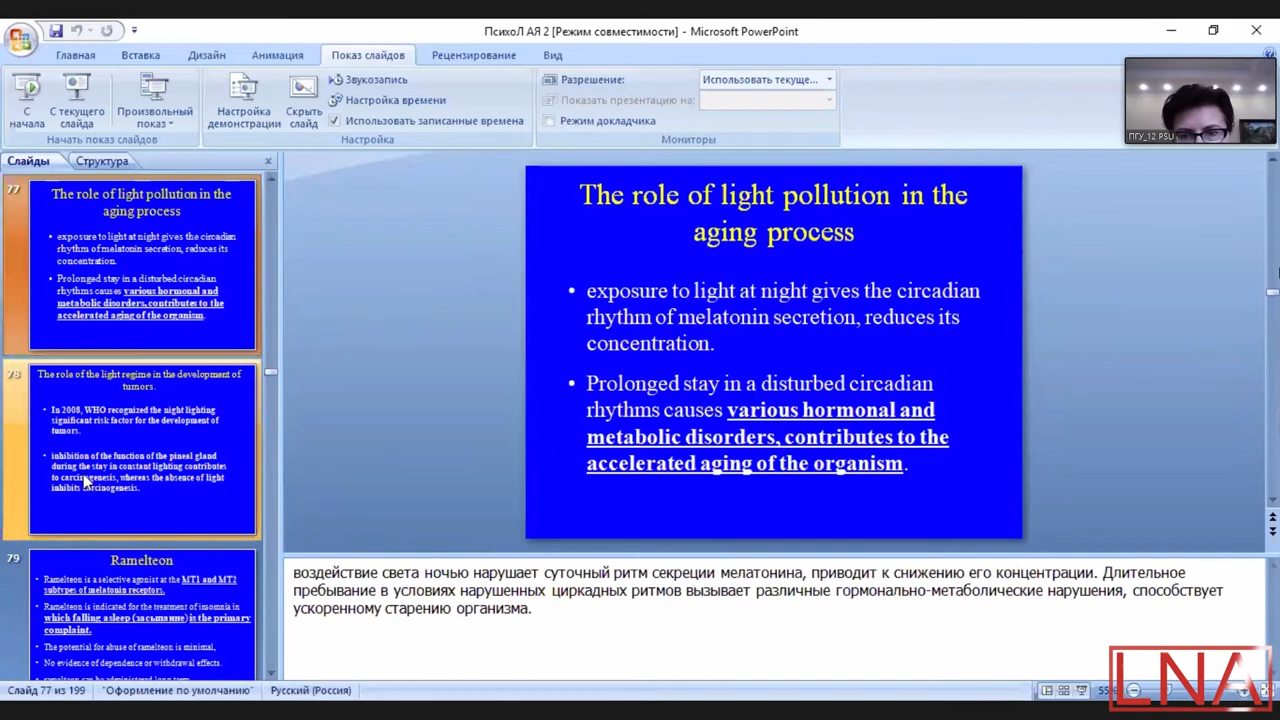 ПсихоЛ АЯ 2 [Режим совместимости] - Microsoft PowerPoint
Главная Вставка Дизайн Анимация Показ слайдов Рецензирование Вид
С начала
С текущего слайда
Произвольный показ
Начать показ слайдов
Настройка демонстрации
Скрыть слайд
Звукозапись
Настройка времени
Использовать записанные времена
Настройка
Разрешение: Использовать текуще...
Показать презентацию на:
Режим докладчика
Мониторы
ПГУ_12 PSU
Слайды Структура
77
The role of light pollution in the
aging process
• exposure to light at night gives the circadian
rhythm of melatonin secretion, reduces its
concentration.
• Prolonged stay in a disturbed circadian
rhythms causes various hormonal and
metabolic disorders, contributes to the
accelerated aging of the organism.
78
The role of the light regime in the development of
tumors.
• In 2008, WHO recognized the night lighting
significant risk factor for the development of
tumors.
• inhibition of the function of the pineal gland
during the stay in constant lighting contributes
to carcinogenesis, whereas the absence of light
inhibits carcinogenesis.
79
Ramelteon
• Ramelteon is a selective agonist at the MT1 and MT2
subtypes of melatonin receptors.
• Ramelteon is indicated for the treatment of insomnia in
which falling asleep (засыпание) is the primary
complaint.
• The potential for abuse of ramelteon is minimal,
• No evidence of dependence or withdrawal effects.
• ramelteon can be administered long term
The role of light pollution in the
aging process
• exposure to light at night gives the circadian
rhythm of melatonin secretion, reduces its
concentration.
• Prolonged stay in a disturbed circadian
rhythms causes various hormonal and
metabolic disorders, contributes to the
accelerated aging of the organism.
воздействие света ночью нарушает суточный ритм секреции мелатонина, приводит к снижению его концентрации. Длительное
пребывание в условиях нарушенных циркадных ритмов вызывает различные гормонально-метаболические нарушения, способствует
ускоренному старению организма.
Слайд 77 из 199 "Оформление по умолчанию" Русский (Россия) 55%
LNA